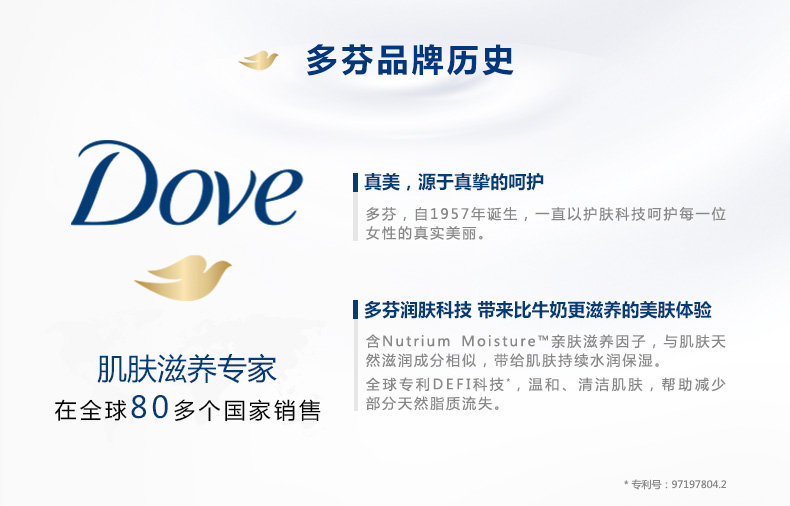 多芬品牌历史
Dove
肌肤滋养专家
在全球80多个国家销售
真美，源于真挚的呵护
多芬，自1957年诞生，一直以护肤科技呵护每一位
女性的真实美丽。
多芬润肤科技 带来比牛奶更滋养的美肤体验
含Nutrium Moisture™亲肤滋养因子，与肌肤天
然滋润成分相似，带给肌肤持续水润保湿。
全球专利DEFI科技*，温和、清洁肌肤，帮助减少
部分天然脂质流失。
* 专利号：97197804.2